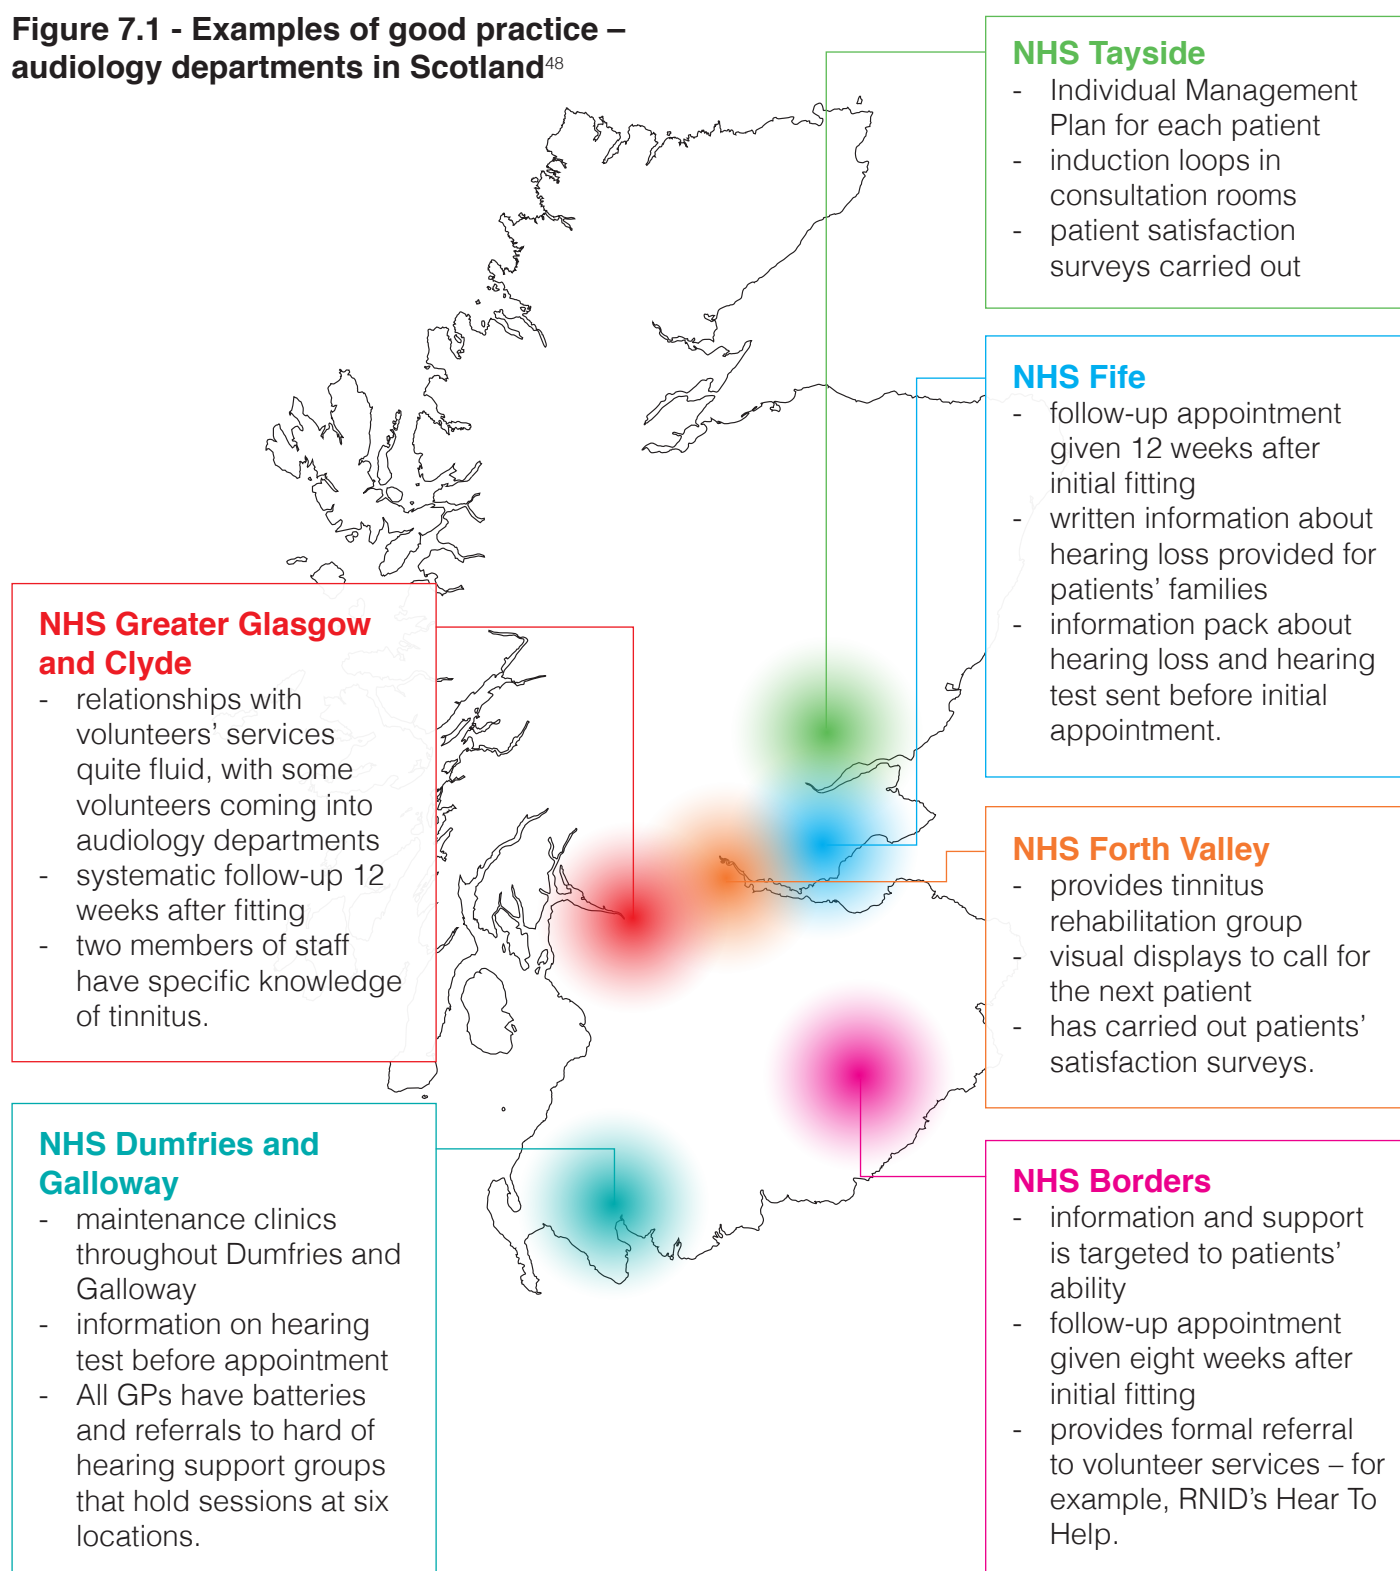 Figure 7.1 - Examples of good practice –
audiology departments in Scotland48
NHS Tayside
- Individual Management
Plan for each patient
- induction loops in
consultation rooms
- patient satisfaction
surveys carried out
NHS Fife
- follow-up appointment
given 12 weeks after
initial fitting
- written information about
hearing loss provided for
patients’ families
- information pack about
hearing loss and hearing
test sent before initial
appointment.
NHS Greater Glasgow
and Clyde
- relationships with
volunteers’ services
quite fluid, with some
volunteers coming into
audiology departments
- systematic follow-up 12
weeks after fitting
- two members of staff
have specific knowledge
of tinnitus.
NHS Forth Valley
- provides tinnitus
rehabilitation group
- visual displays to call for
the next patient
- has carried out patients’
satisfaction surveys.
NHS Dumfries and
Galloway
- maintenance clinics
throughout Dumfries and
Galloway
- information on hearing
test before appointment
- All GPs have batteries
and referrals to hard of
hearing support groups
that hold sessions at six
locations.
NHS Borders
- information and support
is targeted to patients’
ability
- follow-up appointment
given eight weeks after
initial fitting
- provides formal referral
to volunteer services – for
example, RNID’s Hear To
Help.